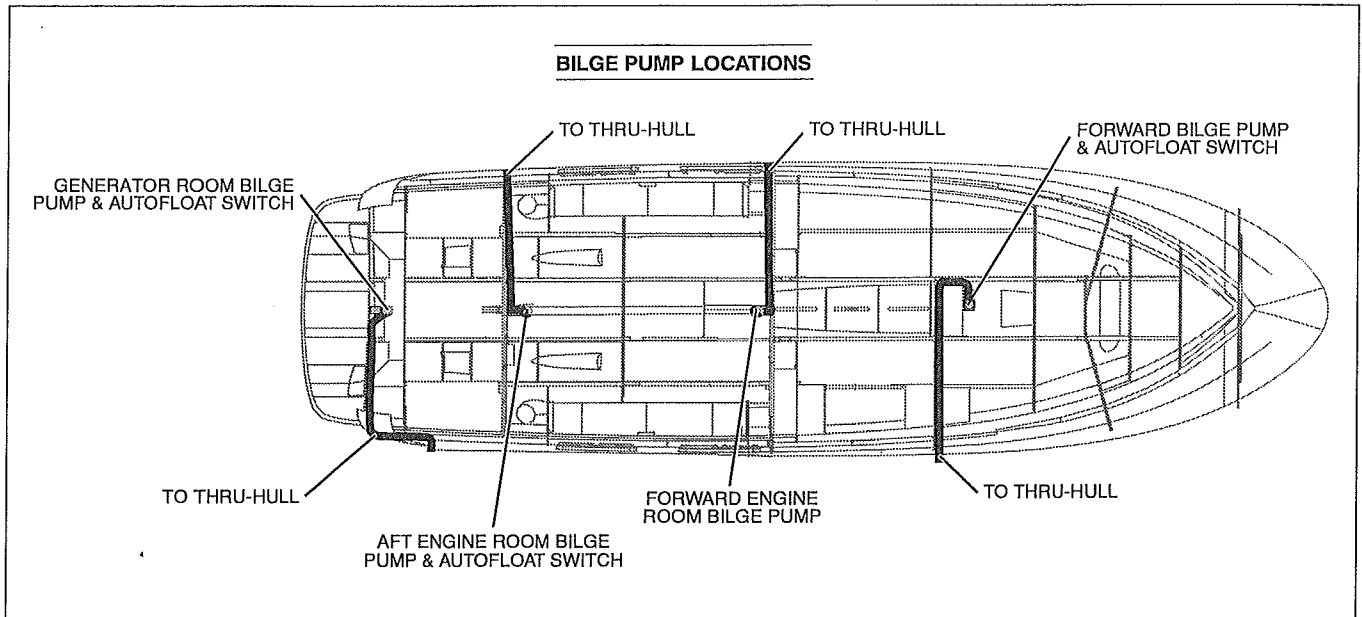 BILGE PUMP LOCATIONS
TO THRU-HULL
TO THRU-HULL
FORWARD BILGE PUMP
& AUTOFLOAT SWITCH
GENERATOR ROOM BILGE
PUMP & AUTOFLOAT SWITCH
TO THRU-HULL
FORWARD ENGINE
ROOM BILGE PUMP
TO THRU-HULL
AFT ENGINE ROOM BILGE
PUMP & AUTOFLOAT SWITCH